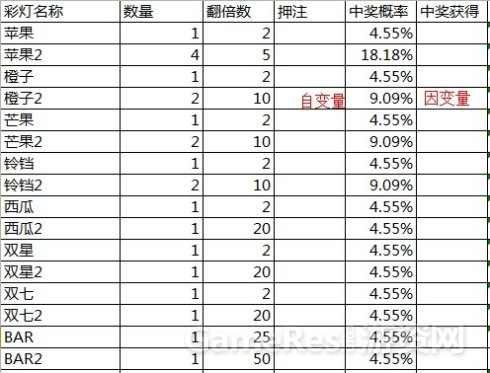 彩灯名称 数量 翻倍数 押注 中奖概率 中奖获得
苹果 1 2 4.55%
苹果2 4 5 18.18%
橙子 1 2 4.55%
橙子2 2 10 自变量 9.09% 因变量
芒果 1 2 4.55%
芒果2 2 10 9.09%
铃铛 1 2 4.55%
铃铛2 2 10 9.09%
西瓜 1 2 4.55%
西瓜2 1 20 4.55%
双星 1 2 4.55%
双星2 1 20 4.55%
双七 1 2 4.55%
双七2 1 20 4.55%
BAR 1 25 4.55%
BAR2 1 50 4.55%
GameRes游资网